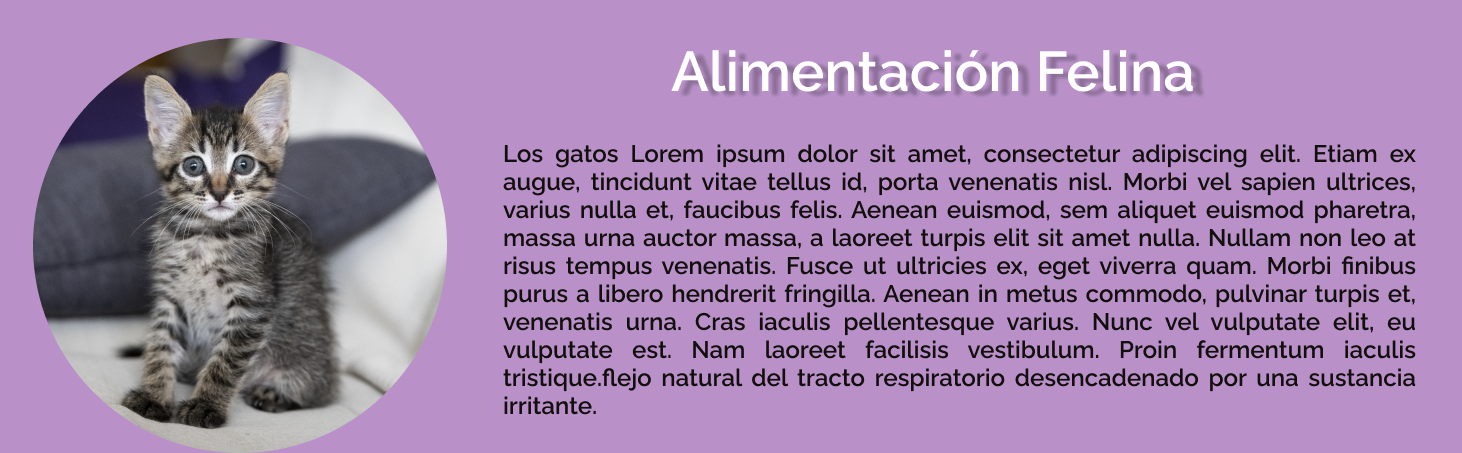 Alimentación Felina
Los gatos Lorem ipsum dolor sit amet, consectetur adipiscing elit. Etiam ex
augue, tincidunt vitae tellus id, porta venenatis nisl. Morbi vel sapien ultrices,
varius nulla et, faucibus felis. Aenean euismod, sem aliquet euismod pharetra,
massa urna auctor massa, a laoreet turpis elit sit amet nulla. Nullam non leo at
risus tempus venenatis. Fusce ut ultricies ex, eget viverra quam. Morbi finibus
purus a libero hendrerit fringilla. Aenean in metus commodo, pulvinar turpis et,
venenatis urna. Cras iaculis pellentesque varius. Nunc vel vulputate elit, eu
vulputate est. Nam laoreet facilisis vestibulum. Proin fermentum iaculis
tristique.flejo natural del tracto respiratorio desencadenado por una sustancia
irritante.